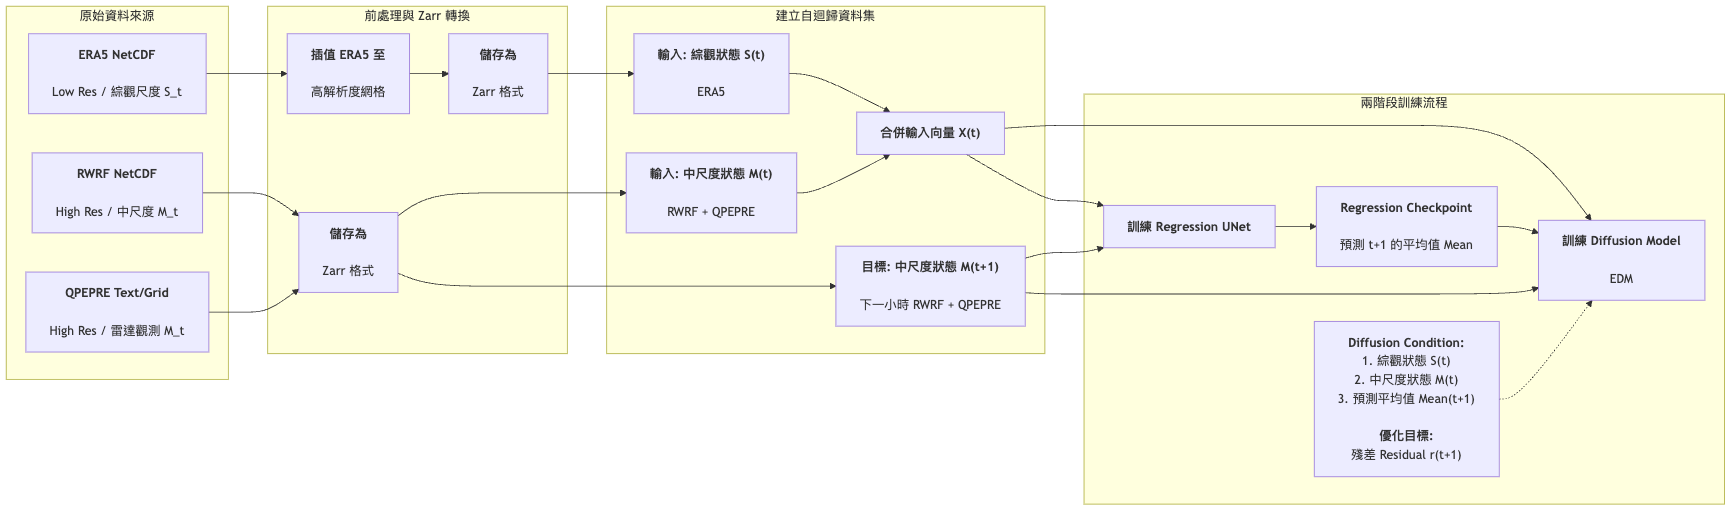 原始資料來源
ERA5 NetCDF
Low Res / 綜觀尺度 S_t
RWRF NetCDF
High Res / 中尺度 M_t
QPEPRE Text/Grid
High Res / 雷達觀測 M_t
前處理與 Zarr 轉換
插值 ERA5 至
高解析度網格
儲存為
Zarr 格式
儲存為
Zarr 格式
建立自迴歸資料集
輸入: 綜觀狀態 S(t)
ERA5
輸入: 中尺度狀態 M(t)
RWRF + QPEPRE
合併輸入向量 X(t)
目標: 中尺度狀態 M(t+1)
下一小時 RWRF + QPEPRE
兩階段訓練流程
訓練 Regression UNet
Regression Checkpoint
預測 t+1 的平均值 Mean
訓練 Diffusion Model
EDM
Diffusion Condition:
1. 綜觀狀態 S(t)
2. 中尺度狀態 M(t)
3. 預測平均值 Mean(t+1)
優化目標:
殘差 Residual r(t+1)